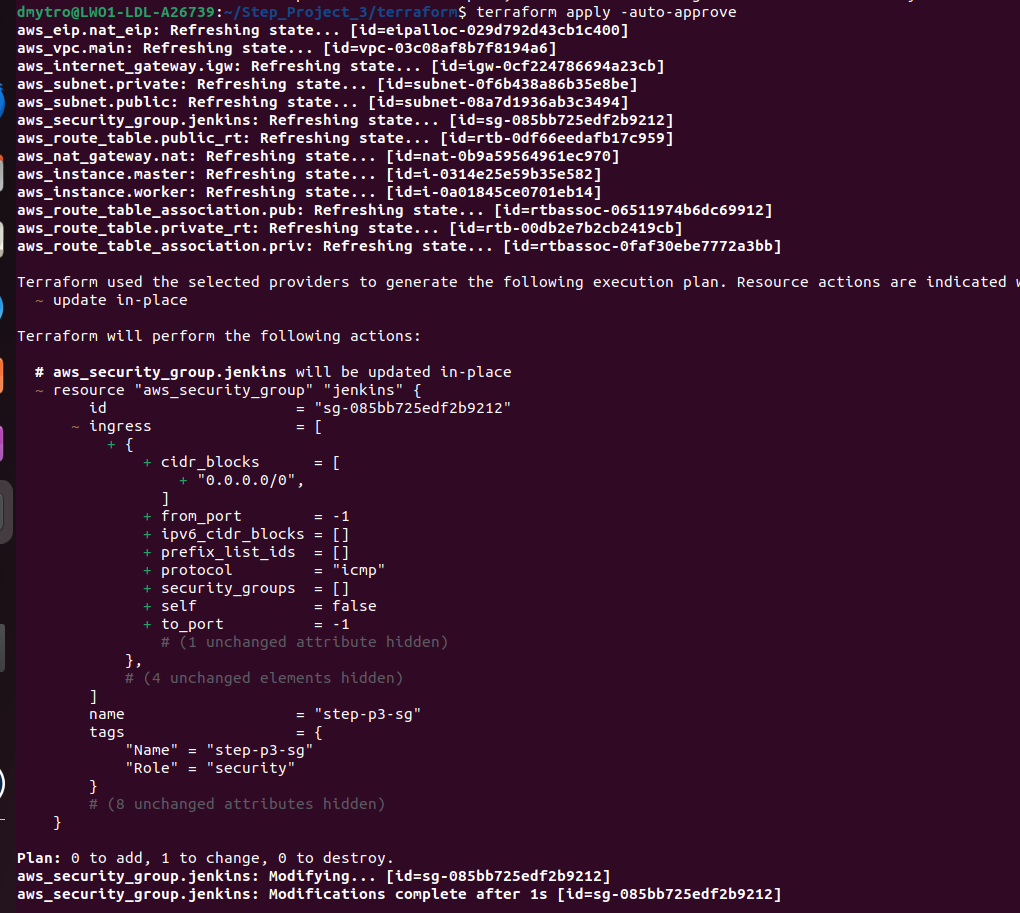 dmytro@LWO1-LDL-A26739:~/Step_Project_3/terraform$ terraform apply -auto-approve
aws_eip.nat_eip: Refreshing state... [id=eipalloc-029d792d43cb1c400]
aws_vpc.main: Refreshing state... [id=vpc-03c08af8b7f8194a6]
aws_internet_gateway.igw: Refreshing state... [id=igw-0cf224786694a23cb]
aws_subnet.private: Refreshing state... [id=subnet-0f6b438a86b35e8be]
aws_subnet.public: Refreshing state... [id=subnet-08a7d1936ab3c3494]
aws_security_group.jenkins: Refreshing state... [id=sg-085bb725edf2b9212]
aws_route_table.public_rt: Refreshing state... [id=rtb-0df66eedafb17c959]
aws_nat_gateway.nat: Refreshing state... [id=nat-0b9a59564961ec970]
aws_instance.master: Refreshing state... [id=i-0314e25e59b35e582]
aws_instance.worker: Refreshing state... [id=i-0a01845ce0701eb14]
aws_route_table_association.pub: Refreshing state... [id=rtbassoc-06511974b6dc69912]
aws_route_table.private_rt: Refreshing state... [id=rtb-00db2e7b2cb2419cb]
aws_route_table_association.priv: Refreshing state... [id=rtbassoc-0faf30ebe7772a3bb]
Terraform used the selected providers to generate the following execution plan. Resource actions are indicated
~ update in-place
Terraform will perform the following actions:
# aws_security_group.jenkins will be updated in-place
~ resource "aws_security_group" "jenkins" {
id = "sg-085bb725edf2b9212"
~ ingress = [
+ {
+ cidr_blocks = [
+ "0.0.0.0/0",
]
+ from_port = -1
+ ipv6_cidr_blocks = []
+ prefix_list_ids = []
+ protocol = "icmp"
+ security_groups = []
+ self = false
+ to_port = -1
# (1 unchanged attribute hidden)
},
# (4 unchanged elements hidden)
]
name = "step-p3-sg"
tags = {
"Name" = "step-p3-sg"
"Role" = "security"
}
# (8 unchanged attributes hidden)
}
Plan: 0 to add, 1 to change, 0 to destroy.
aws_security_group.jenkins: Modifying... [id=sg-085bb725edf2b9212]
aws_security_group.jenkins: Modifications complete after 1s [id=sg-085bb725edf2b9212]